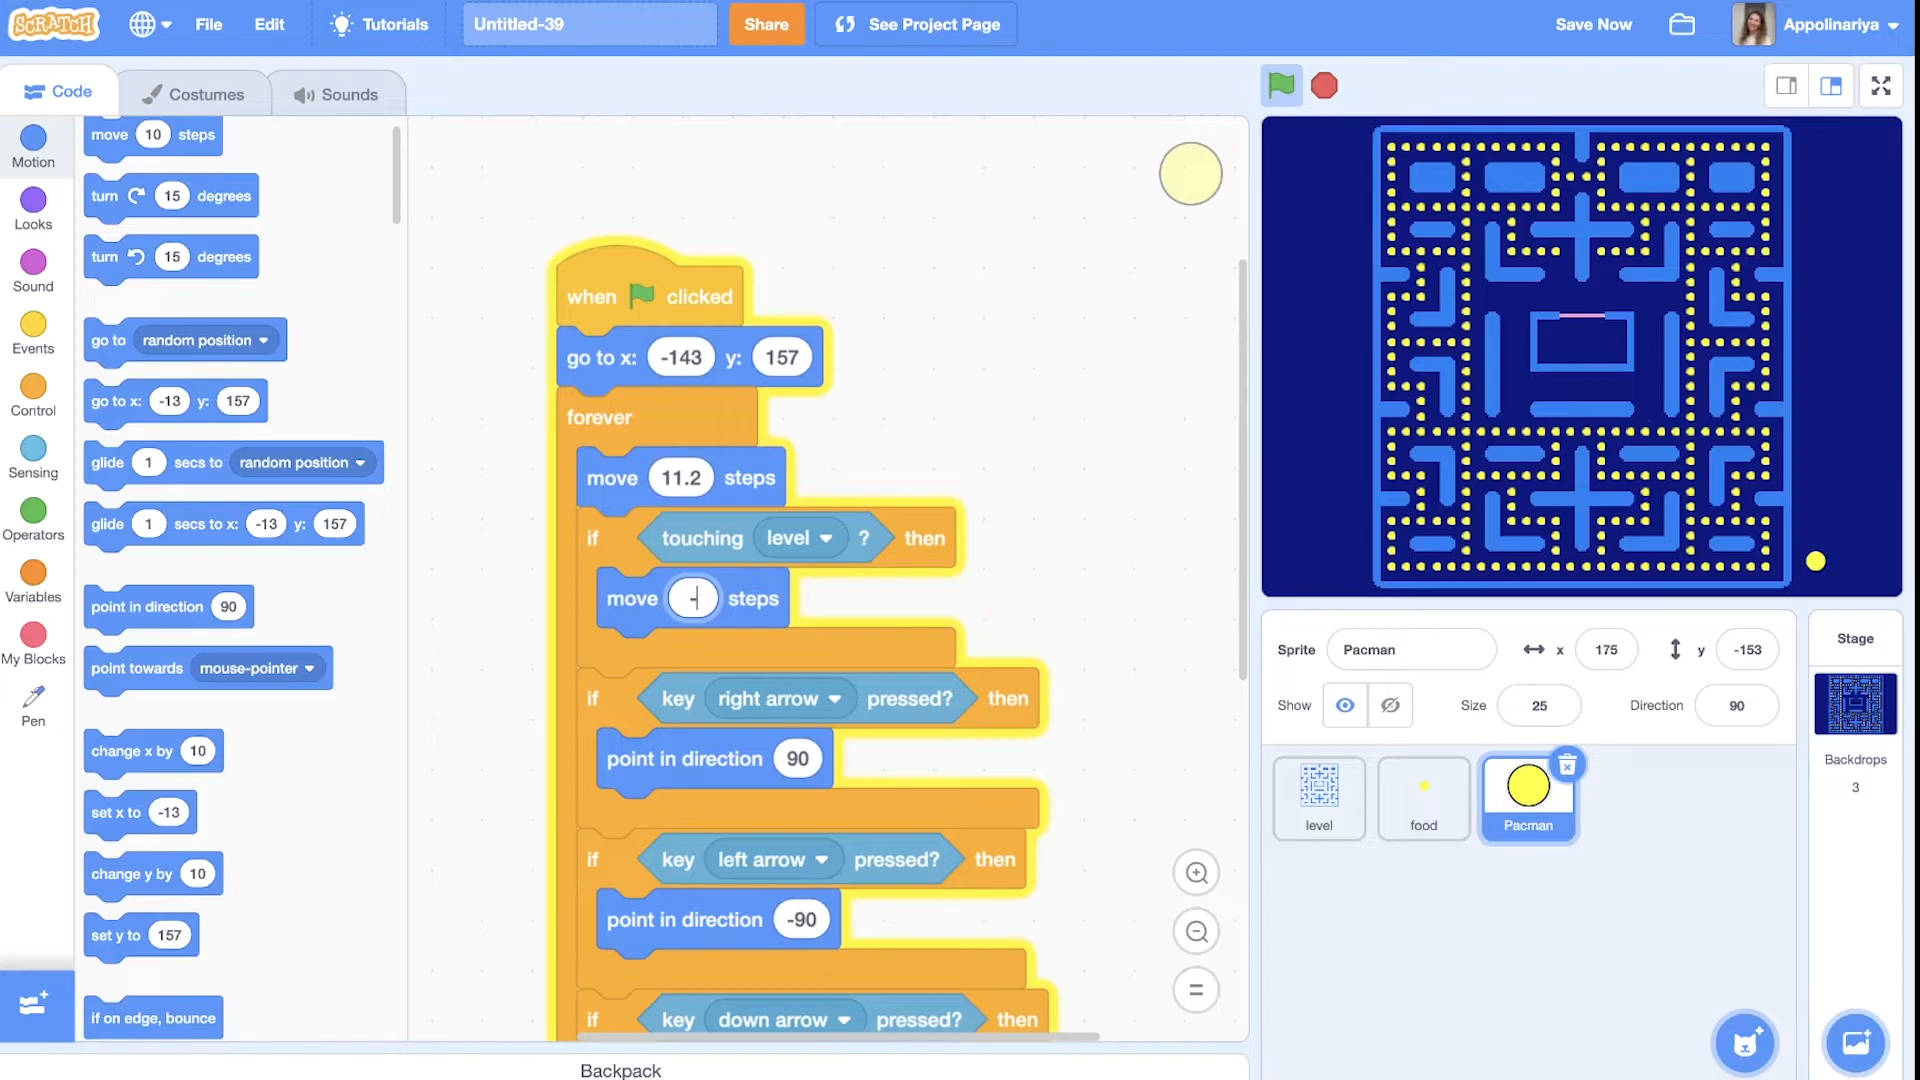 SCRATCH File Edit Tutorials Untitled-39 Share See Project Page Save Now Appolinariya
Code Costumes Sounds
Motion
Looks
Sound
Events
Control
Sensing
Operators
Variables
My Blocks
Pen
move 10 steps
turn 15 degrees
turn 15 degrees
go to random position
go to x: -13 y: 157
glide 1 secs to random position
glide 1 secs to x: -13 y: 157
point in direction 90
point towards mouse-pointer
change x by 10
set x to -13
change y by 10
set y to 157
if on edge, bounce
when clicked
go to x: -143 y: 157
forever
move 11.2 steps
if touching level ? then
move - steps
if key right arrow pressed? then
point in direction 90
if key left arrow pressed? then
point in direction -90
if key down arrow pressed? then
Backpack
Sprite Pacman x 175 y -153
Show Size 25 Direction 90
level food Pacman
Stage
Backdrops
3